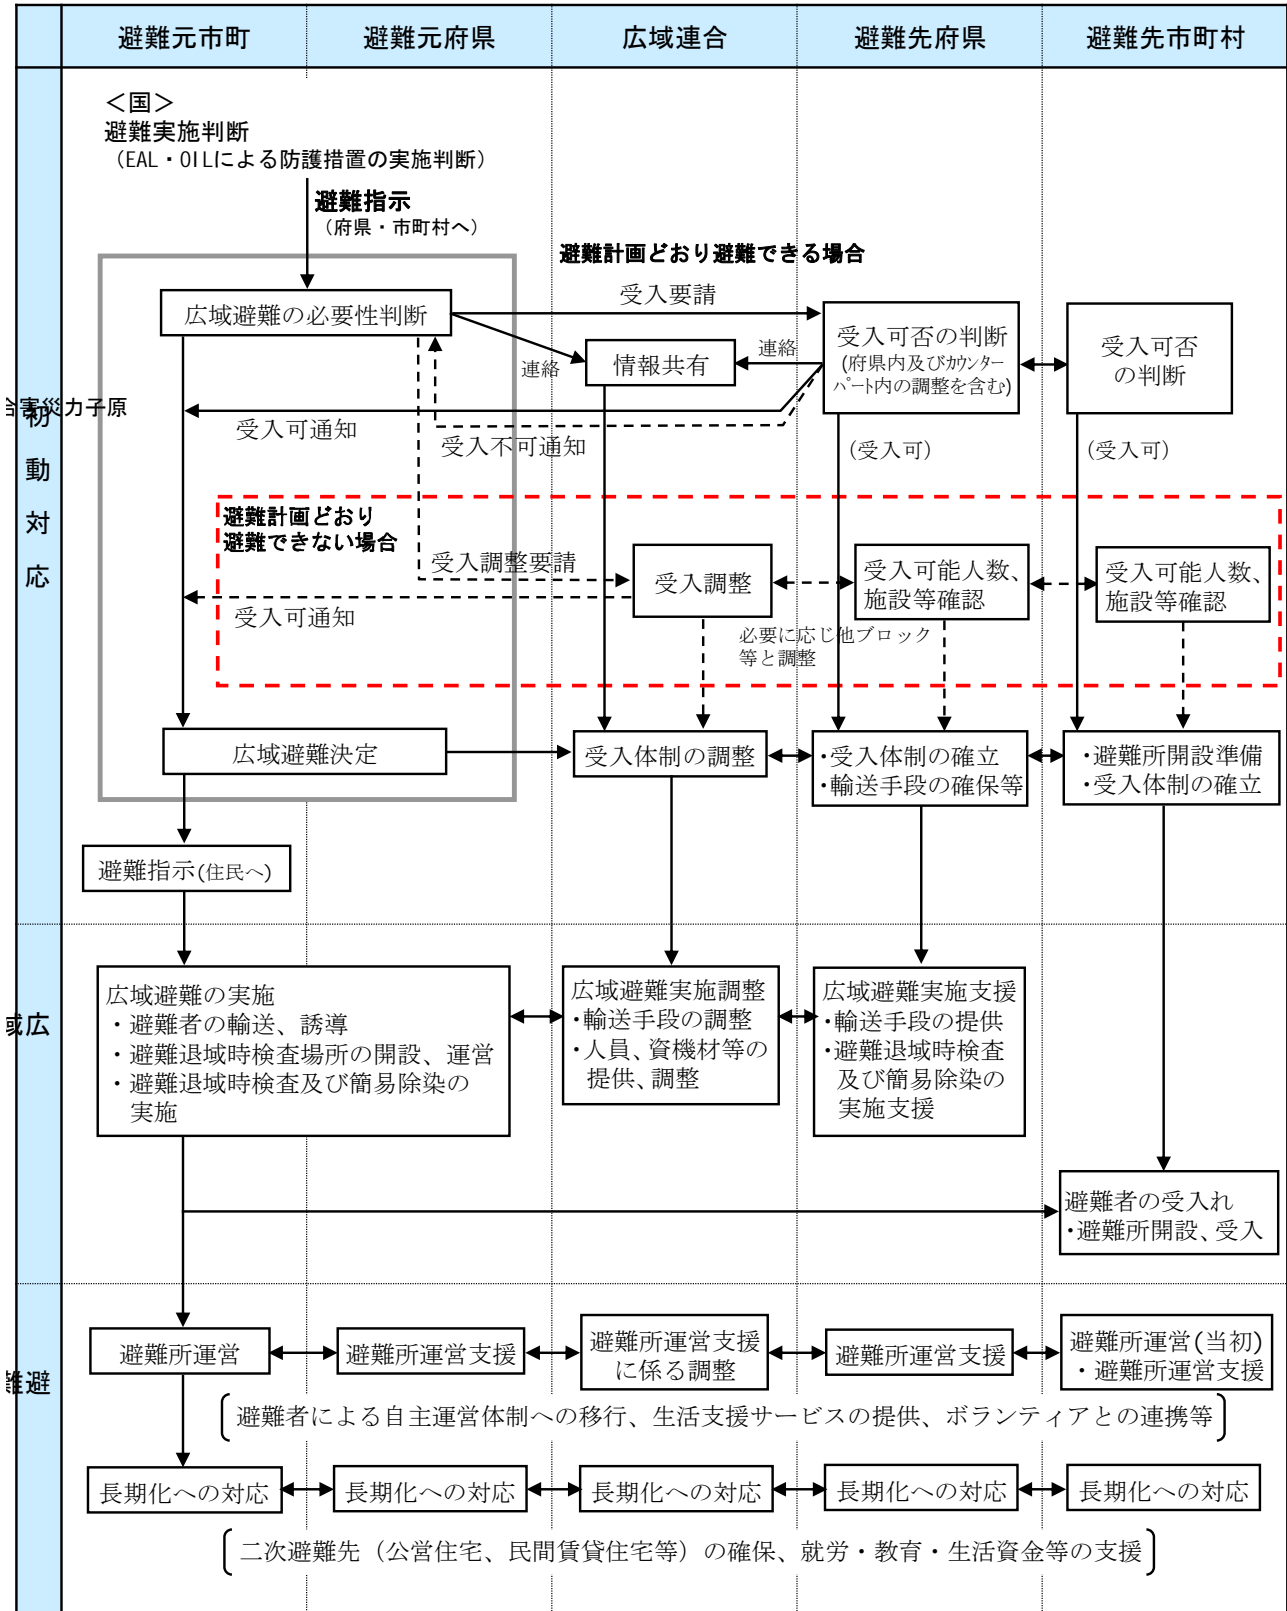 避難元市町
避難元府県
広域連合
避難先府県
避難先市町村
＜国＞
避難実施判断
（EAL・OILによる防護措置の実施判断）
避難指示
（府県・市町村へ）
避難計画どおり避難できる場合
広域避難の必要性判断
受入要請
連絡
情報共有
連絡
受入可否の判断
(府県内及びｶｳﾝﾀｰ
ﾊﾟｰﾄ内の調整を含む)
受入可否
の判断
原子力災害
初動対応
受入可通知
受入不可通知
(受入可)
(受入可)
避難計画どおり
避難できない場合
受入調整要請
受入調整
受入可能人数、
施設等確認
受入可能人数、
施設等確認
受入可通知
必要に応じ他ブロック
等と調整
広域避難決定
受入体制の調整
・受入体制の確立
・輸送手段の確保等
・避難所開設準備
・受入体制の確立
避難指示(住民へ)
広域
広域避難の実施
・避難者の輸送、誘導
・避難退域時検査場所の開設、運営
・避難退域時検査及び簡易除染の
実施
広域避難実施調整
・輸送手段の調整
・人員、資機材等の
提供、調整
広域避難実施支援
・輸送手段の提供
・避難退域時検査
及び簡易除染の
実施支援
避難者の受入れ
・避難所開設、受入
避難
避難所運営
避難所運営支援
避難所運営支援
に係る調整
避難所運営支援
避難所運営(当初)
・避難所運営支援
避難者による自主運営体制への移行、生活支援サービスの提供、ボランティアとの連携等
長期化への対応
長期化への対応
長期化への対応
長期化への対応
長期化への対応
二次避難先（公営住宅、民間賃貸住宅等）の確保、就労・教育・生活資金等の支援